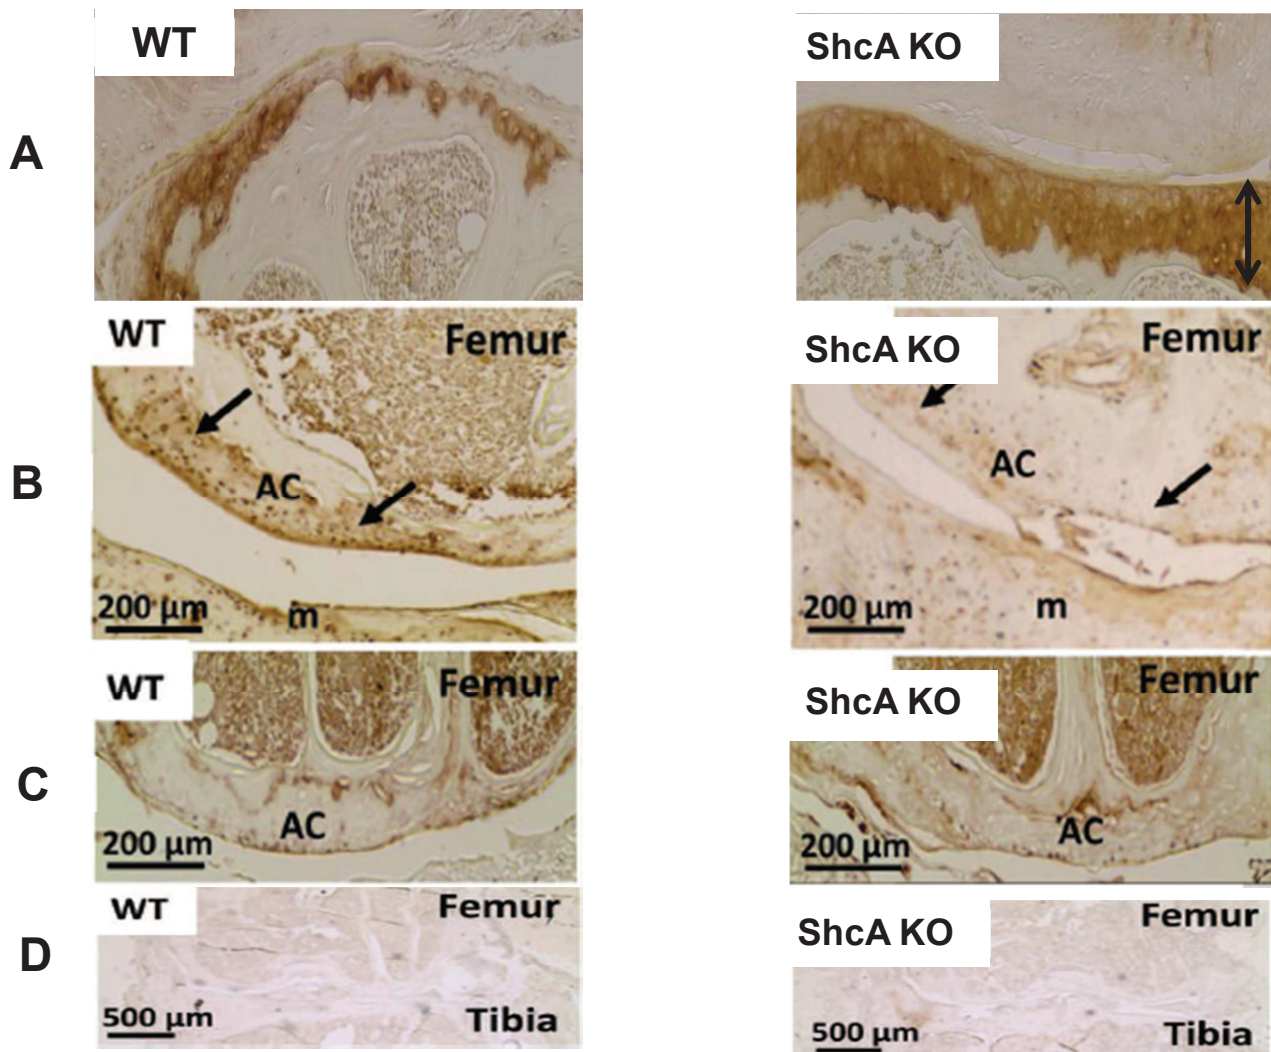 WT
ShcA KO
A
WT
Femur
ShcA KO
Femur
AC
AC
B
200 µm
m
200 µm
m
WT
Femur
ShcA KO
Femur
C
AC
AC
200 µm
200 µm
WT
Femur
ShcA KO
Femur
D
500 µm
Tibia
500 µm
Tibia